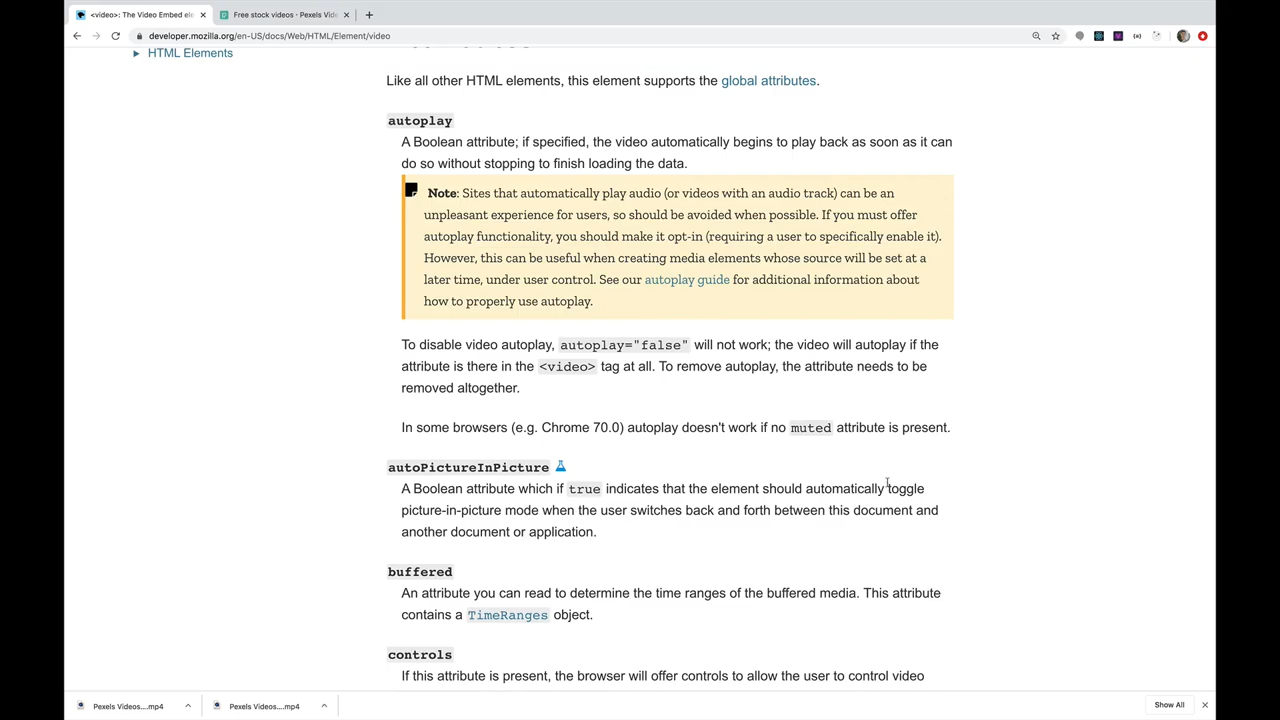 <video>: The Video Embed ele
Free stock videos · Pexels Vide
developer.mozilla.org/en-US/docs/Web/HTML/Element/video
HTML Elements
Like all other HTML elements, this element supports the global attributes.
autoplay
A Boolean attribute; if specified, the video automatically begins to play back as soon as it can
do so without stopping to finish loading the data.
Note: Sites that automatically play audio (or videos with an audio track) can be an
unpleasant experience for users, so should be avoided when possible. If you must offer
autoplay functionality, you should make it opt-in (requiring a user to specifically enable it).
However, this can be useful when creating media elements whose source will be set at a
later time, under user control. See our autoplay guide for additional information about
how to properly use autoplay.
To disable video autoplay, autoplay="false" will not work; the video will autoplay if the
attribute is there in the <video> tag at all. To remove autoplay, the attribute needs to be
removed altogether.
In some browsers (e.g. Chrome 70.0) autoplay doesn't work if no muted attribute is present.
autoPictureInPicture
A Boolean attribute which if true indicates that the element should automatically toggle
picture-in-picture mode when the user switches back and forth between this document and
another document or application.
buffered
An attribute you can read to determine the time ranges of the buffered media. This attribute
contains a TimeRanges object.
controls
If this attribute is present, the browser will offer controls to allow the user to control video
Pexels Videos....mp4
Pexels Videos....mp4
Show All